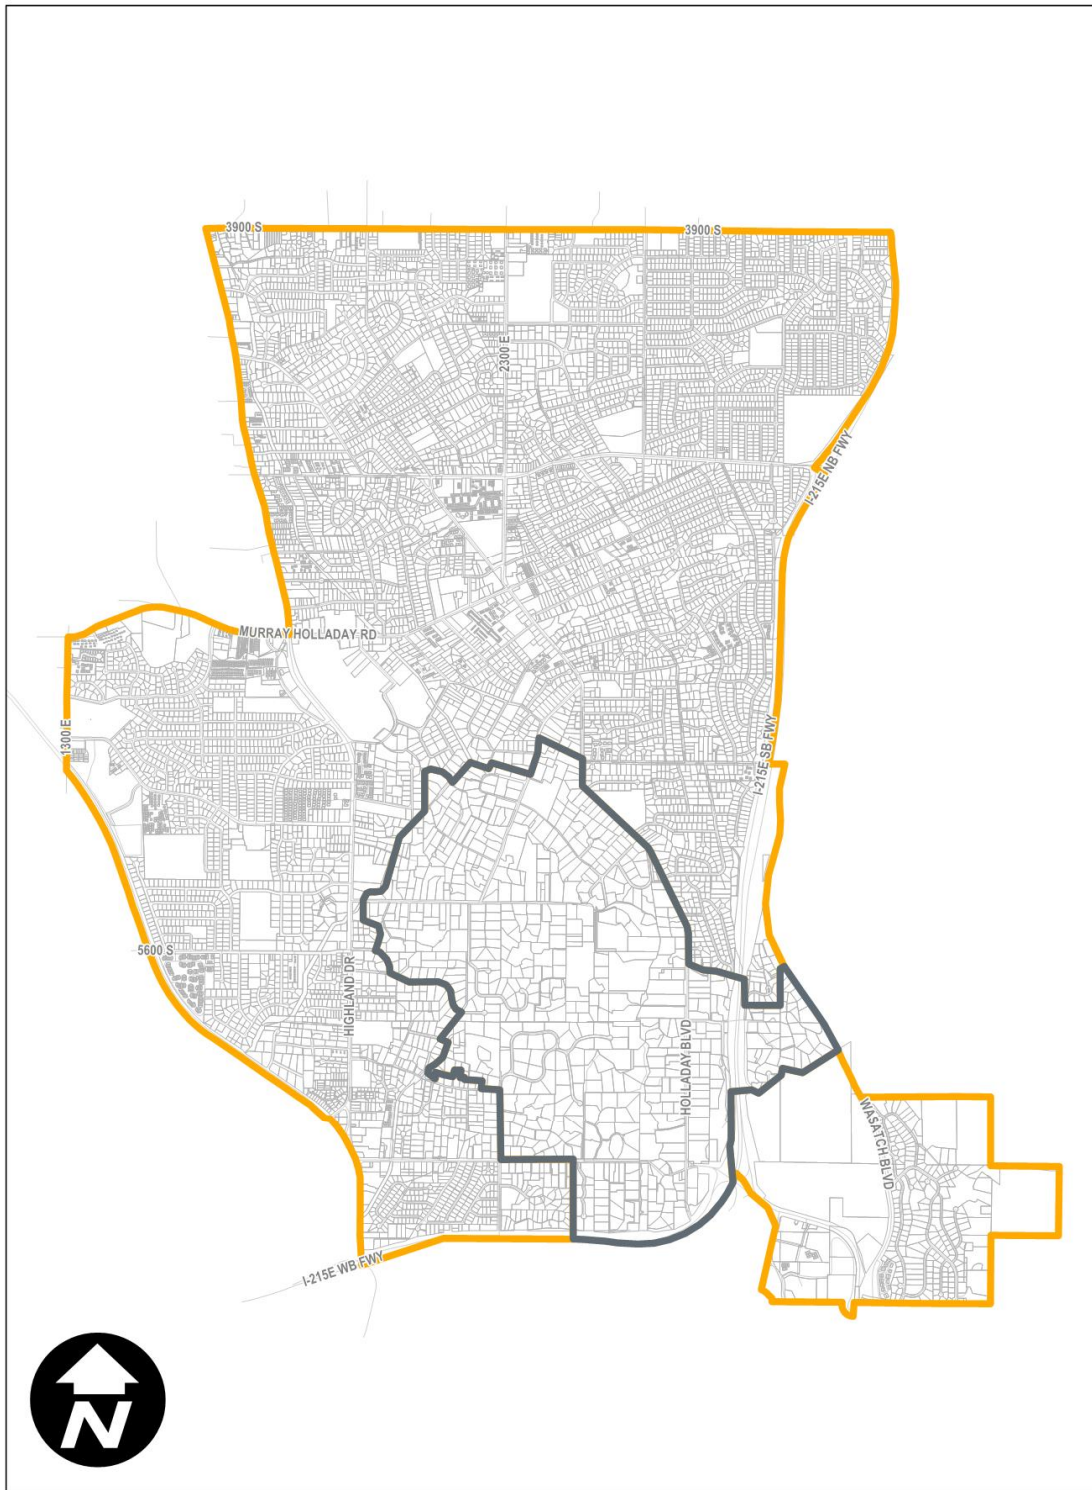 3900 S
3900 S
2300 E
I-215E NB FWY
MURRAY HOLLADAY RD
1300 E
I-215E SB FWY
5600 S
HIGHLAND DR
HOLLADAY BLVD
WASATCH BLVD
I-215E WB FWY
N